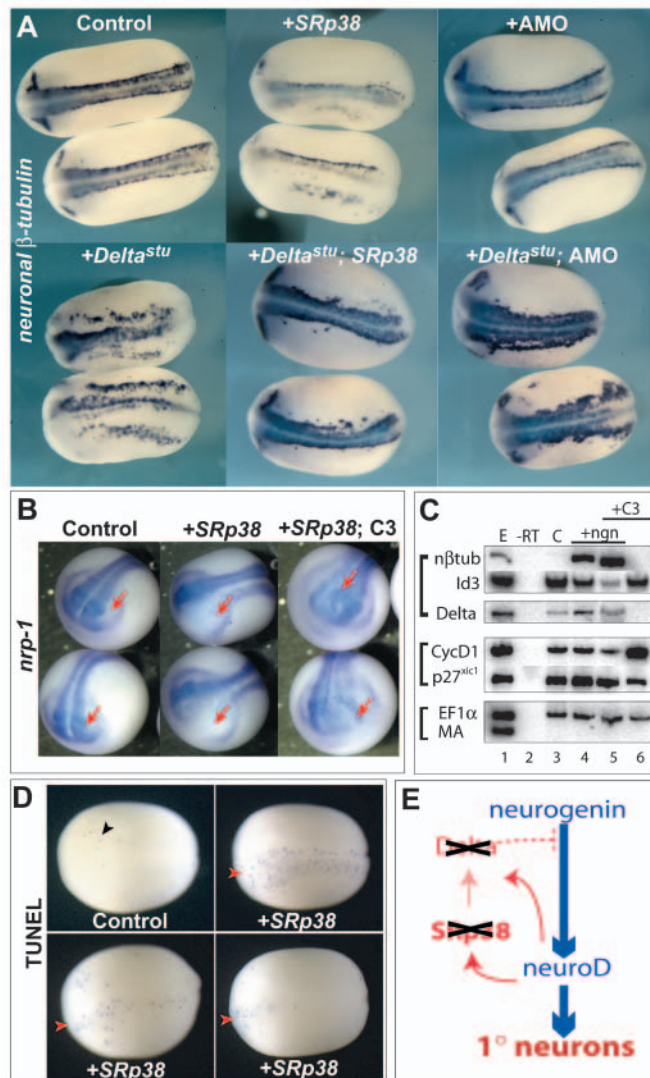 A
Control
+SRp38
+AMO
neuronal β-tubulin
+Delta^stu
+Delta^stu; SRp38
+Delta^stu; AMO
B
Control
+SRp38
+SRp38; C3
nrp-1
C
+C3
+ngn
E -RT C
nβtub
Id3
Delta
CycD1
p27^xic1
EF1α
MA
1 2 3 4 5 6
D
TUNEL
Control
+SRp38
+SRp38
+SRp38
E
neurogenin
neuroD
1° neurons